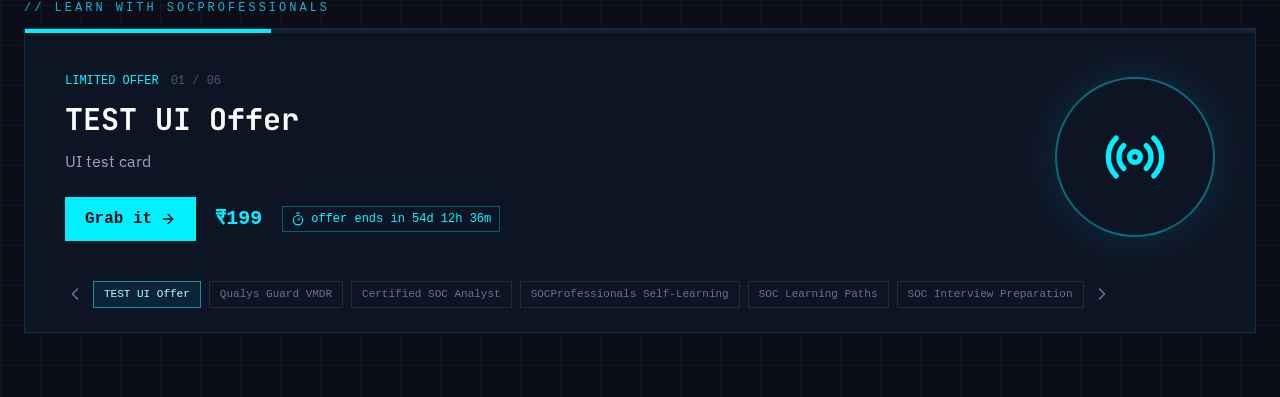 // LEARN WITH SOCPROFESSIONALS
LIMITED OFFER 01 / 06
TEST UI Offer
UI test card
Grab it → ₹199 offer ends in 54d 12h 36m
TEST UI Offer Qualys Guard VMDR Certified SOC Analyst SOCProfessionals Self-Learning SOC Learning Paths SOC Interview Preparation